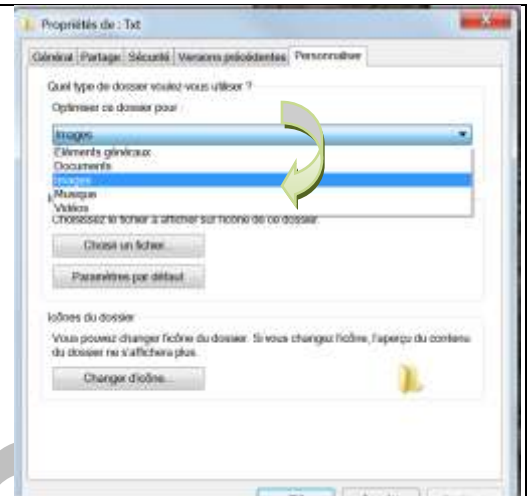 Propriétés de : Txt
Général Partage Sécurité Versions précédentes Personnaliser
Quel type de dossier voulez-vous utiliser ?
Optimiser ce dossier pour
Images
Éléments généraux
Documents
Images
Musique
Vidéos
Choisissez le fichier à afficher sur l'icône de ce dossier.
Choisir un fichier...
Paramètres par défaut
Icônes du dossier
Vous pouvez changer l'icône du dossier. Si vous changez l'icône, l'aperçu du contenu
du dossier ne s'affichera plus.
Changer d'icône...